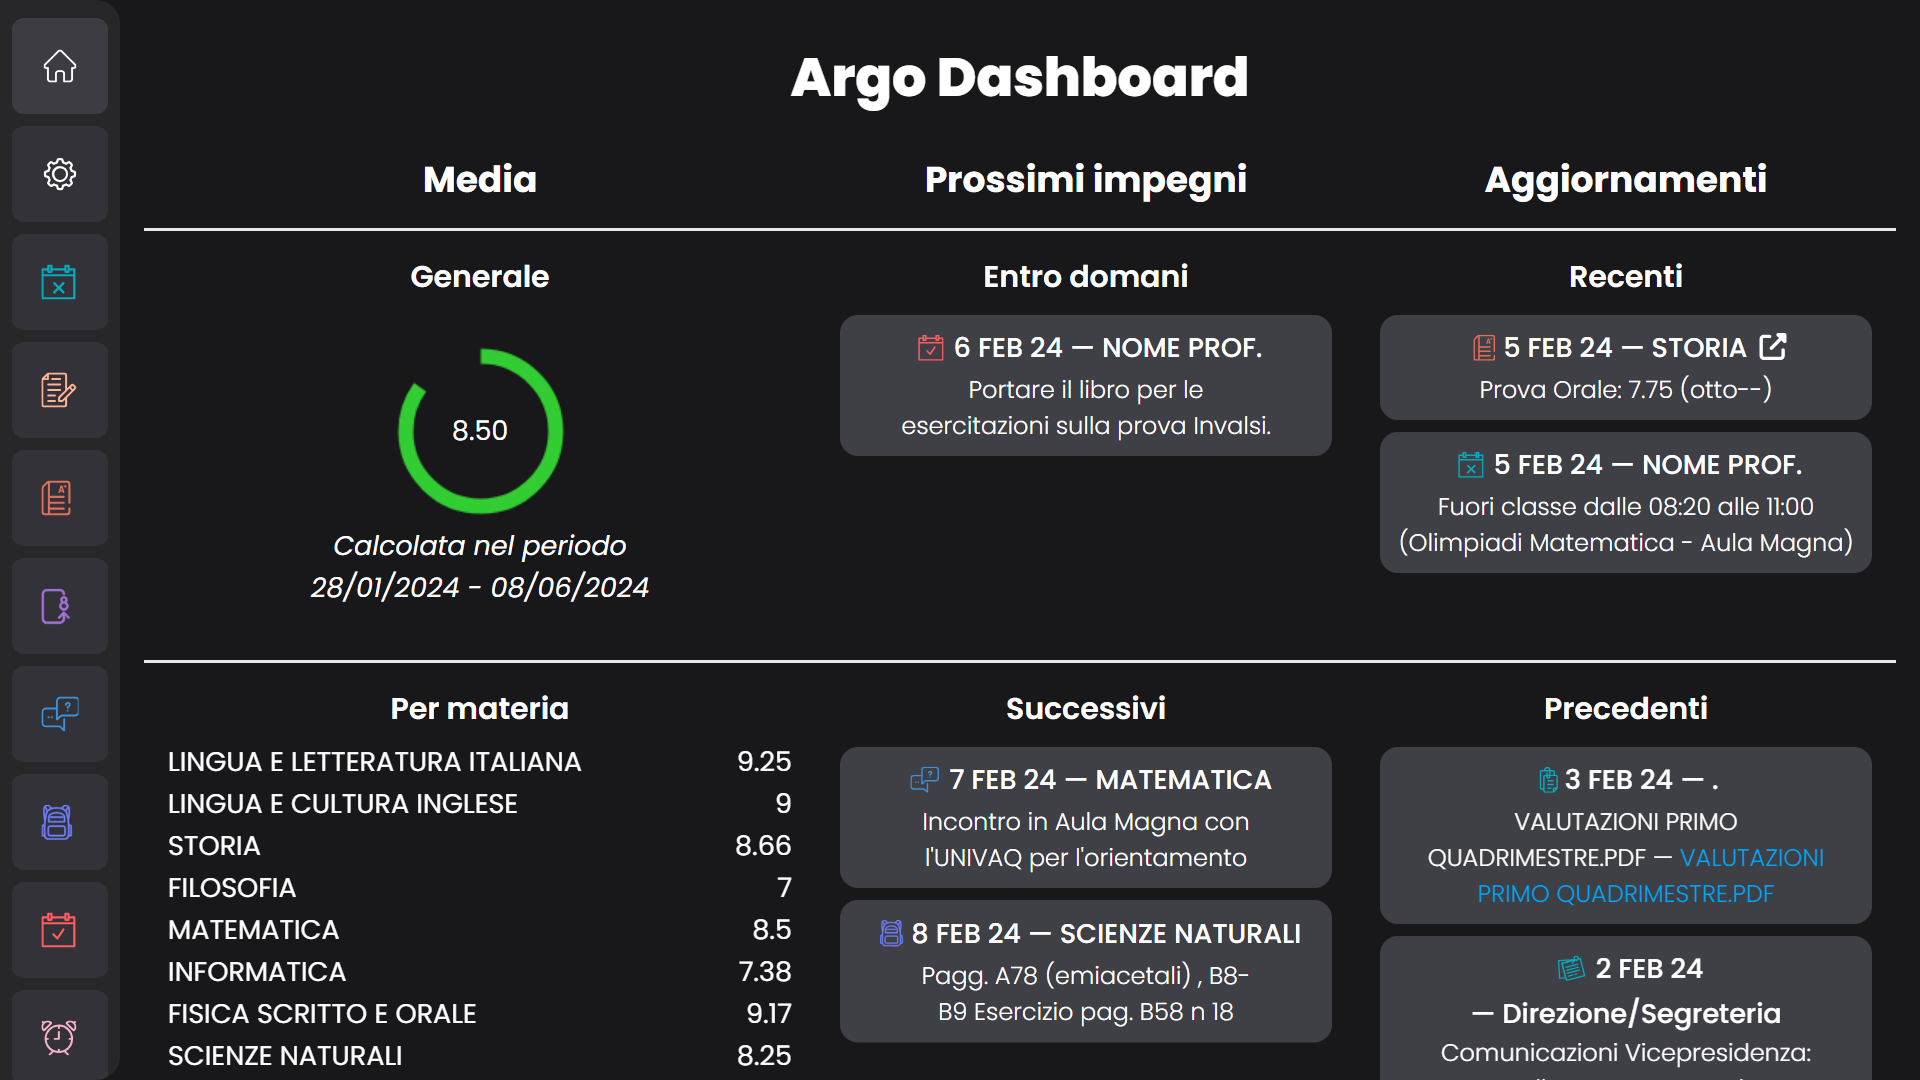 Argo Dashboard
Media
Generale
8.50
Calcolata nel periodo
28/01/2024 - 08/06/2024
Per materia
LINGUA E LETTERATURA ITALIANA 9.25
LINGUA E CULTURA INGLESE 9
STORIA 8.66
FILOSOFIA 7
MATEMATICA 8.5
INFORMATICA 7.38
FISICA SCRITTO E ORALE 9.17
SCIENZE NATURALI 8.25
Prossimi impegni
Entro domani
6 FEB 24 — NOME PROF.
Portare il libro per le
esercitazioni sulla prova Invalsi.
Successivi
7 FEB 24 — MATEMATICA
Incontro in Aula Magna con
l'UNIVAQ per l'orientamento
8 FEB 24 — SCIENZE NATURALI
Pagg. A78 (emiacetali) , B8-
B9 Esercizio pag. B58 n 18
Aggiornamenti
Recenti
5 FEB 24 — STORIA
Prova Orale: 7.75 (otto--)
5 FEB 24 — NOME PROF.
Fuori classe dalle 08:20 alle 11:00
(Olimpiadi Matematica - Aula Magna)
Precedenti
3 FEB 24 — .
VALUTAZIONI PRIMO
QUADRIMESTRE.PDF — VALUTAZIONI
PRIMO QUADRIMESTRE.PDF
2 FEB 24
— Direzione/Segreteria
Comunicazioni Vicepresidenza: